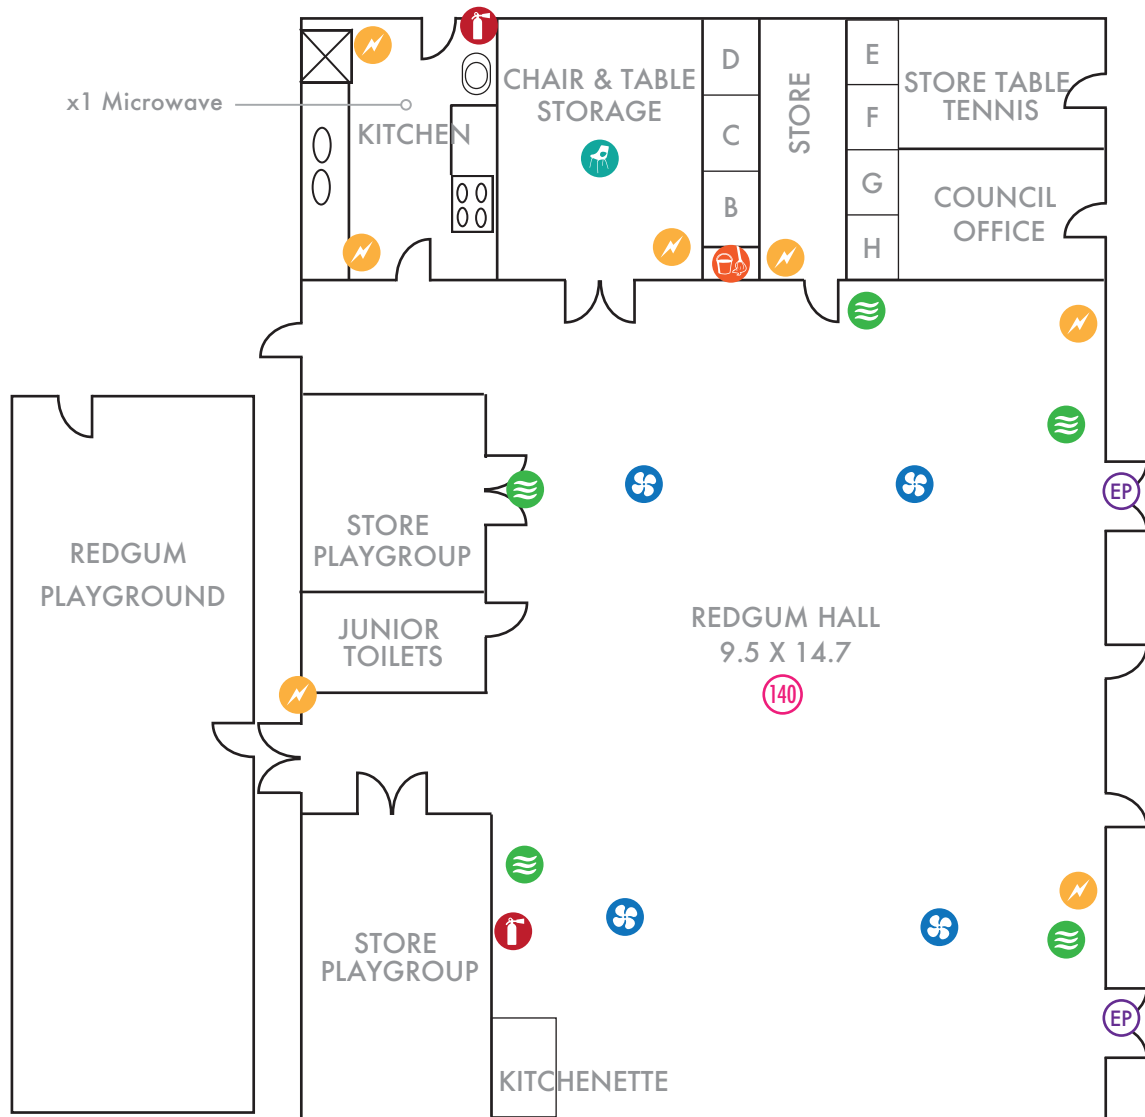 x1 Microwave
KITCHEN
CHAIR & TABLE
STORAGE
D
C
B
STORE
E
F
G
H
STORE TABLE
TENNIS
COUNCIL
OFFICE
REDGUM
PLAYGROUND
STORE
PLAYGROUP
JUNIOR
TOILETS
REDGUM HALL
9.5 X 14.7
140
EP
STORE
PLAYGROUP
KITCHENETTE
EP